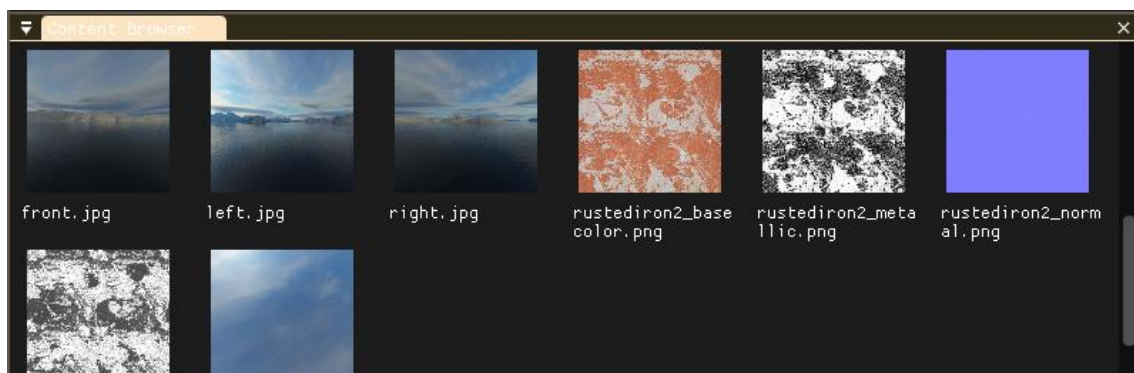 Content Browser
front.jpg
left.jpg
right.jpg
rustediron2_base
color.png
rustediron2_meta
llic.png
rustediron2_norm
al.png